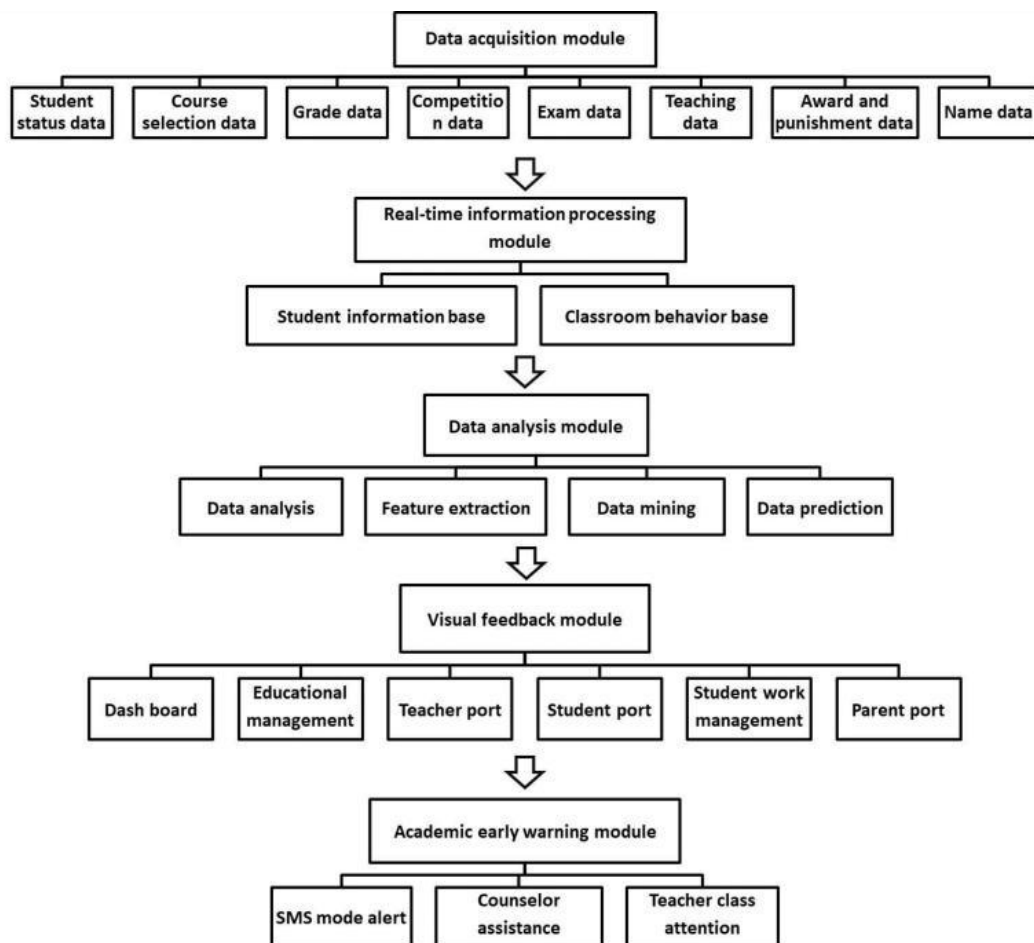 Data acquisition module
Student
status data
Course
selection data
Grade data
Competitio
n data
Exam data
Teaching
data
Award and
punishment data
Name data
Real-time information processing
module
Student information base
Classroom behavior base
Data analysis module
Data analysis
Feature extraction
Data mining
Data prediction
Visual feedback module
Dash board
Educational
management
Teacher port
Student port
Student work
management
Parent port
Academic early warning module
SMS mode alert
Counselor
assistance
Teacher class
attention